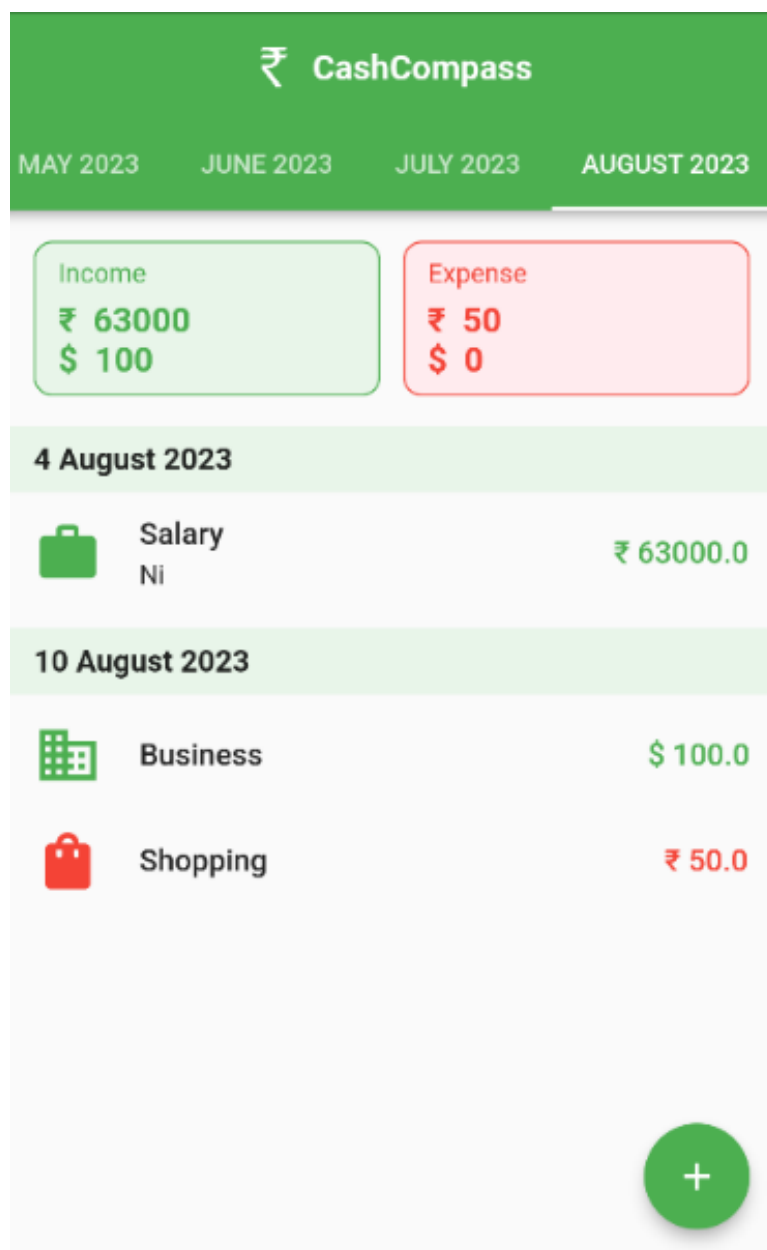 ₹ CashCompass
MAY 2023 JUNE 2023 JULY 2023 AUGUST 2023
Income
₹ 63000
$ 100
Expense
₹ 50
$ 0
4 August 2023
Salary
Ni
₹ 63000.0
10 August 2023
Business $ 100.0
Shopping ₹ 50.0
+